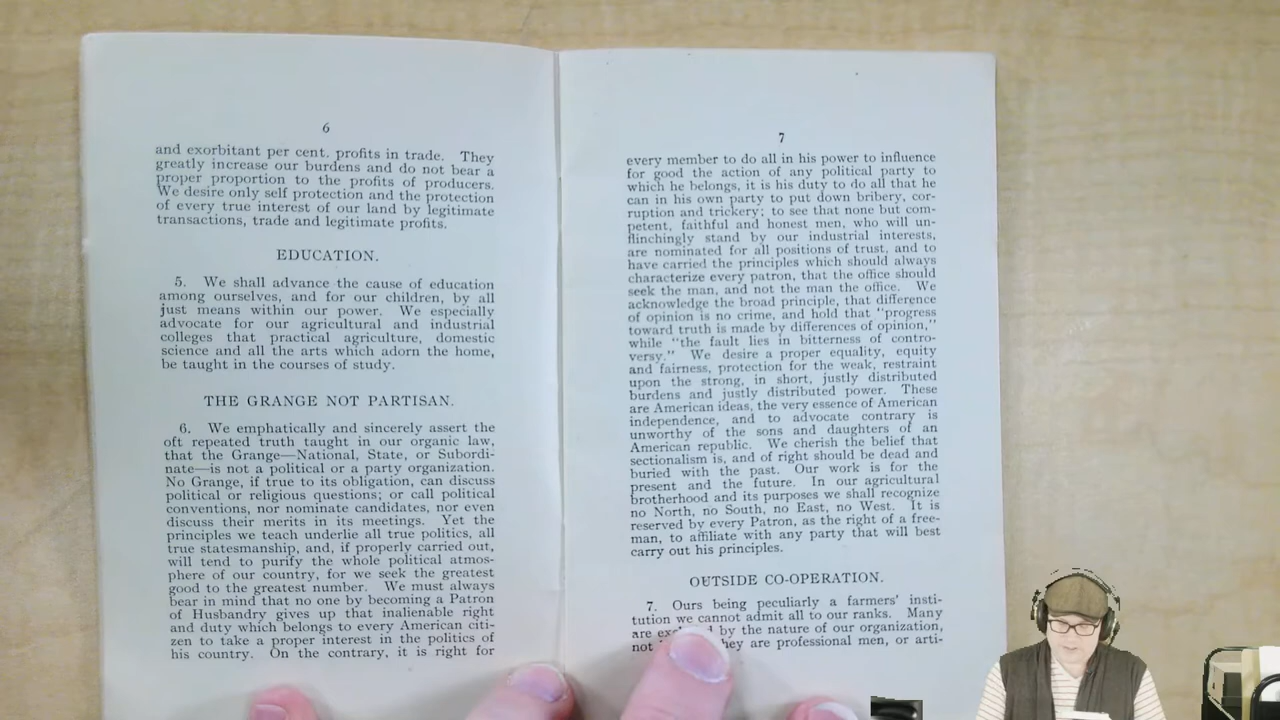 6
and exorbitant per cent. profits in trade. They
greatly increase our burdens and do not bear a
proper proportion to the profits of producers.
We desire only self protection and the protection
of every true interest of our land by legitimate
transactions, trade and legitimate profits.
EDUCATION.
5. We shall advance the cause of education
among ourselves, and for our children, by all
just means within our power. We especially
advocate for our agricultural and industrial
colleges that practical agriculture, domestic
science and all the arts which adorn the home,
be taught in the courses of study.
THE GRANGE NOT PARTISAN.
6. We emphatically and sincerely assert the
oft repeated truth taught in our organic law,
that the Grange—National, State, or Subordi-
nate—is not a political or a party organization.
No Grange, if true to its obligation, can discuss
political or religious questions; or call political
conventions, nor nominate candidates, nor even
discuss their merits in its meetings. Yet the
principles we teach underlie all true politics, all
true statesmanship, and, if properly carried out,
will tend to purify the whole political atmos-
phere of our country, for we seek the greatest
good to the greatest number. We must always
bear in mind that no one by becoming a Patron
of Husbandry gives up that inalienable right
and duty which belongs to every American citi-
zen to take a proper interest in the politics of
his country. On the contrary, it is right for
7
every member to do all in his power to influence
for good the action of any political party to
which he belongs, it is his duty to do all that he
can in his own party to put down bribery, cor-
ruption and trickery; to see that none but com-
petent, faithful and honest men, who will un-
flinchingly stand by our industrial interests,
are nominated for all positions of trust, and to
have carried the principles which should always
characterize every patron, that the office should
seek the man, and not the man the office. We
acknowledge the broad principle, that difference
of opinion is no crime, and hold that "progress
toward truth is made by differences of opinion,"
while "the fault lies in bitterness of contro-
versy." We desire a proper equality, equity
and fairness, protection for the weak, restraint
upon the strong, in short, justly distributed
burdens and justly distributed power. These
are American ideas, the very essence of American
independence, and to advocate contrary is
unworthy of the sons and daughters of an
American republic. We cherish the belief that
sectionalism is, and of right should be dead and
buried with the past. Our work is for the
present and the future. In our agricultural
brotherhood and its purposes we shall recognize
no North, no South, no East, no West. It is
reserved by every Patron, as the right of a free-
man, to affiliate with any party that will best
carry out his principles.
OUTSIDE CO-OPERATION.
7. Ours being peculiarly a farmers' insti-
tution we cannot admit all to our ranks. Many
are by the nature of our organization,
not they are professional men, or arti-